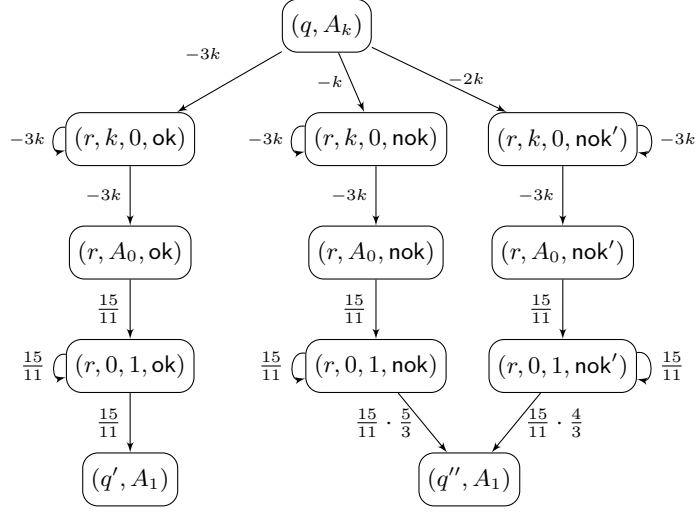 (q, A_k)
−3k −k −2k
−3k (r, k, 0, ok) −3k (r, k, 0, nok) (r, k, 0, nok′) −3k
−3k −3k −3k
(r, A_0, ok) (r, A_0, nok) (r, A_0, nok′)
15/11 15/11 15/11
15/11 (r, 0, 1, ok) 15/11 (r, 0, 1, nok) (r, 0, 1, nok′) 15/11
15/11 15/11 · 5/3 15/11 · 4/3
(q′, A_1) (q″, A_1)